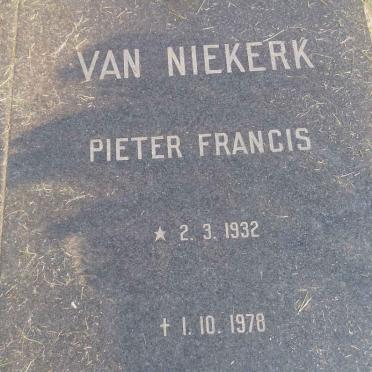 VAN NIEKERK
PIETER FRANCIS
★ 2. 3. 1932
† 1. 10. 1978